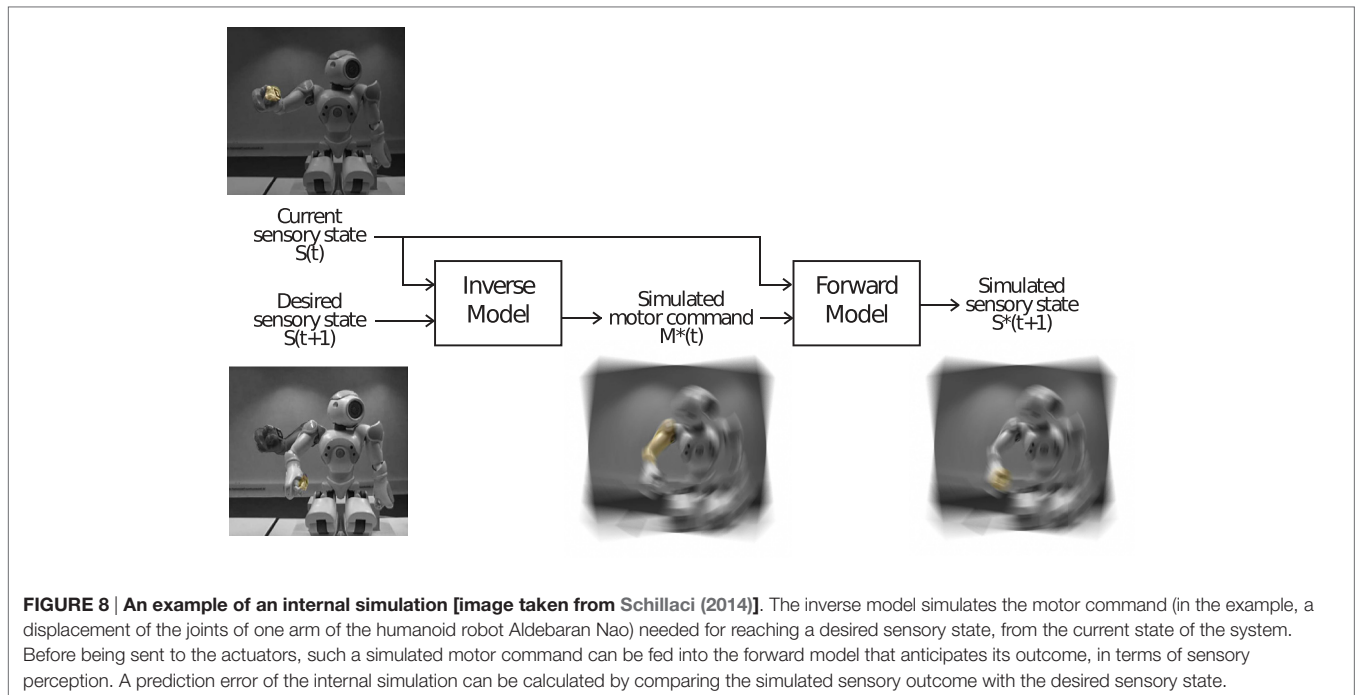 Current
sensory state
S(t)
Desired
sensory state
S(t+1)
Inverse
Model
Simulated
motor command
M*(t)
Forward
Model
Simulated
sensory state
S*(t+1)
FIGURE 8 | An example of an internal simulation [image taken from Schillaci (2014)]. The inverse model simulates the motor command (in the example, a
displacement of the joints of one arm of the humanoid robot Aldebaran Nao) needed for reaching a desired sensory state, from the current state of the system.
Before being sent to the actuators, such a simulated motor command can be fed into the forward model that anticipates its outcome, in terms of sensory
perception. A prediction error of the internal simulation can be calculated by comparing the simulated sensory outcome with the desired sensory state.